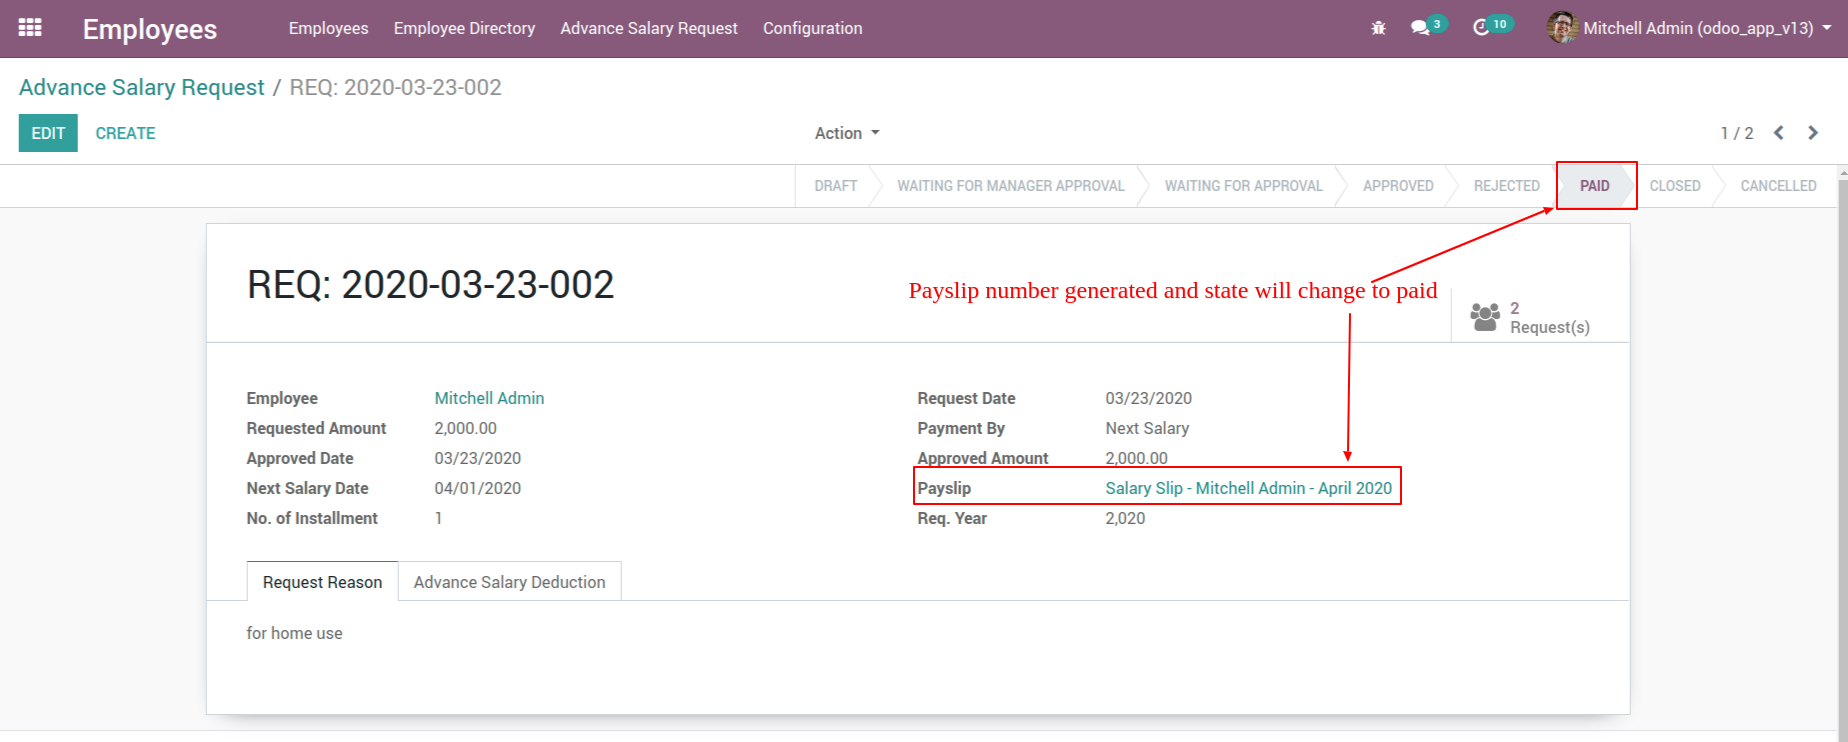 Employees Employees Employee Directory Advance Salary Request Configuration 3 10 Mitchell Admin (odoo_app_v13)
Advance Salary Request / REQ: 2020-03-23-002
EDIT CREATE Action 1 / 2
DRAFT WAITING FOR MANAGER APPROVAL WAITING FOR APPROVAL APPROVED REJECTED PAID CLOSED CANCELLED
REQ: 2020-03-23-002
Payslip number generated and state will change to paid
2
Request(s)
Employee Mitchell Admin Request Date 03/23/2020
Requested Amount 2,000.00 Payment By Next Salary
Approved Date 03/23/2020 Approved Amount 2,000.00
Next Salary Date 04/01/2020 Payslip Salary Slip - Mitchell Admin - April 2020
No. of Installment 1 Req. Year 2,020
Request Reason Advance Salary Deduction
for home use